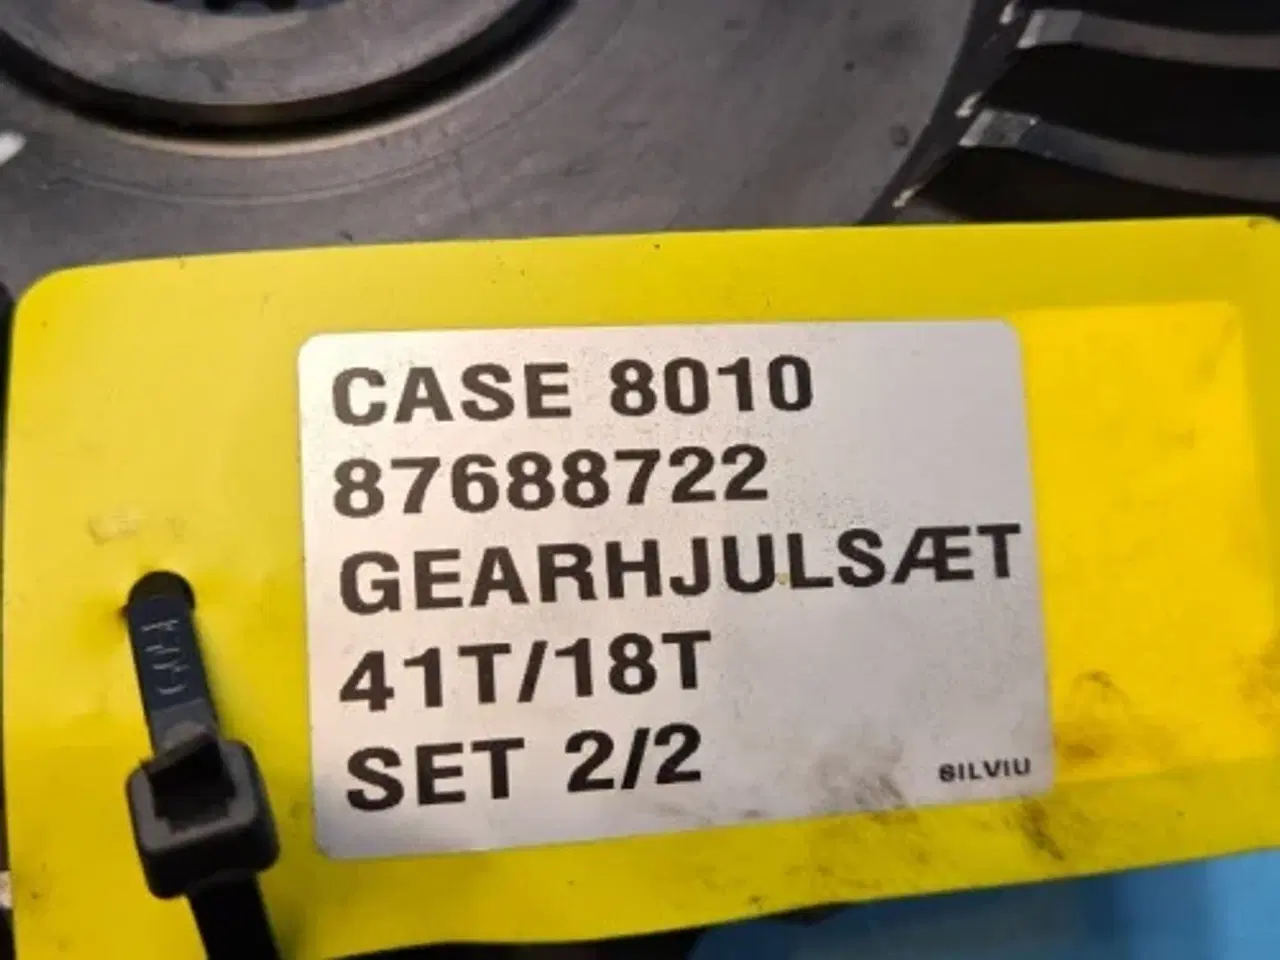 CASE 8010
87688722
GEARHJULSÆT
41T/18T
SET 2/2
SILVIU